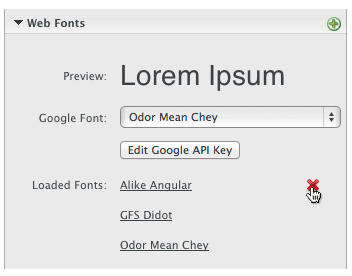 Web Fonts
Preview: Lorem Ipsum
Google Font: Odor Mean Chey
Edit Google API Key
Loaded Fonts: Alike Angular
GFS Didot
Odor Mean Chey